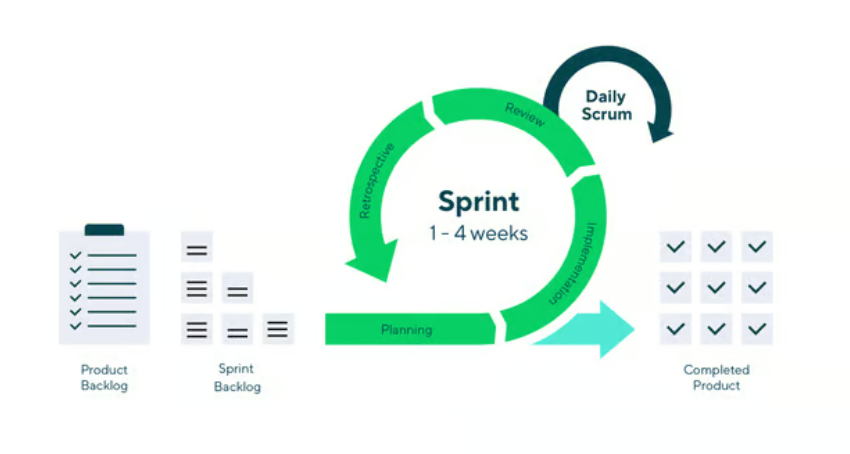 Daily
Scrum
Review
Retrospective
Sprint
1 - 4 weeks
Implementation
Planning
Product
Backlog
Sprint
Backlog
Completed
Product